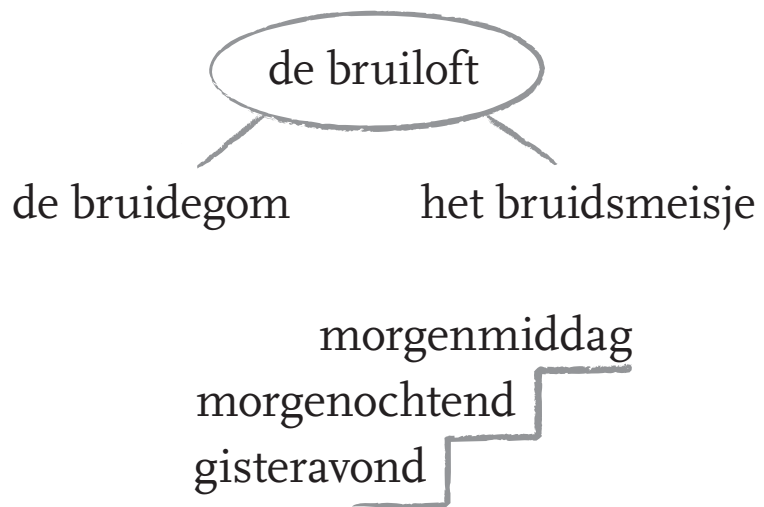 de bruiloft
de bruidegom het bruidsmeisje
morgenmiddag
morgenochtend
gisteravond